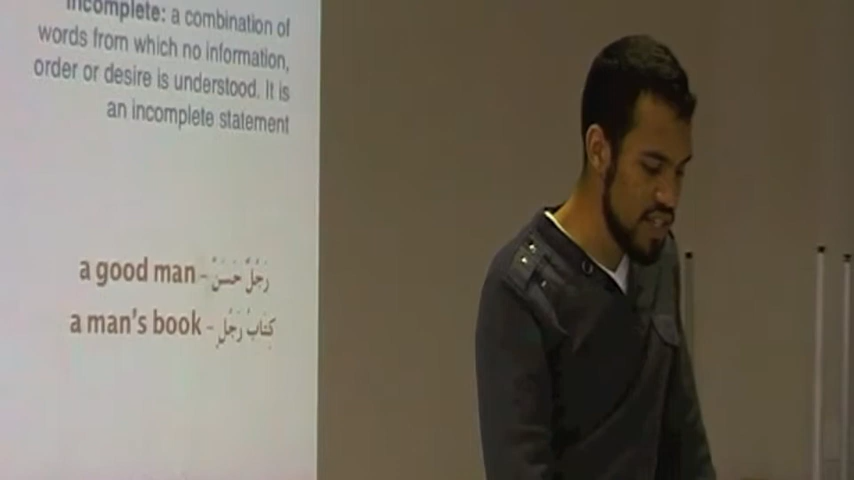 incomplete: a combination of
words from which no information,
order or desire is understood. It is
an incomplete statement
a good man – رَجُلٌ حَسَنٌ
a man's book – كِتَابُ رَجُلٍ